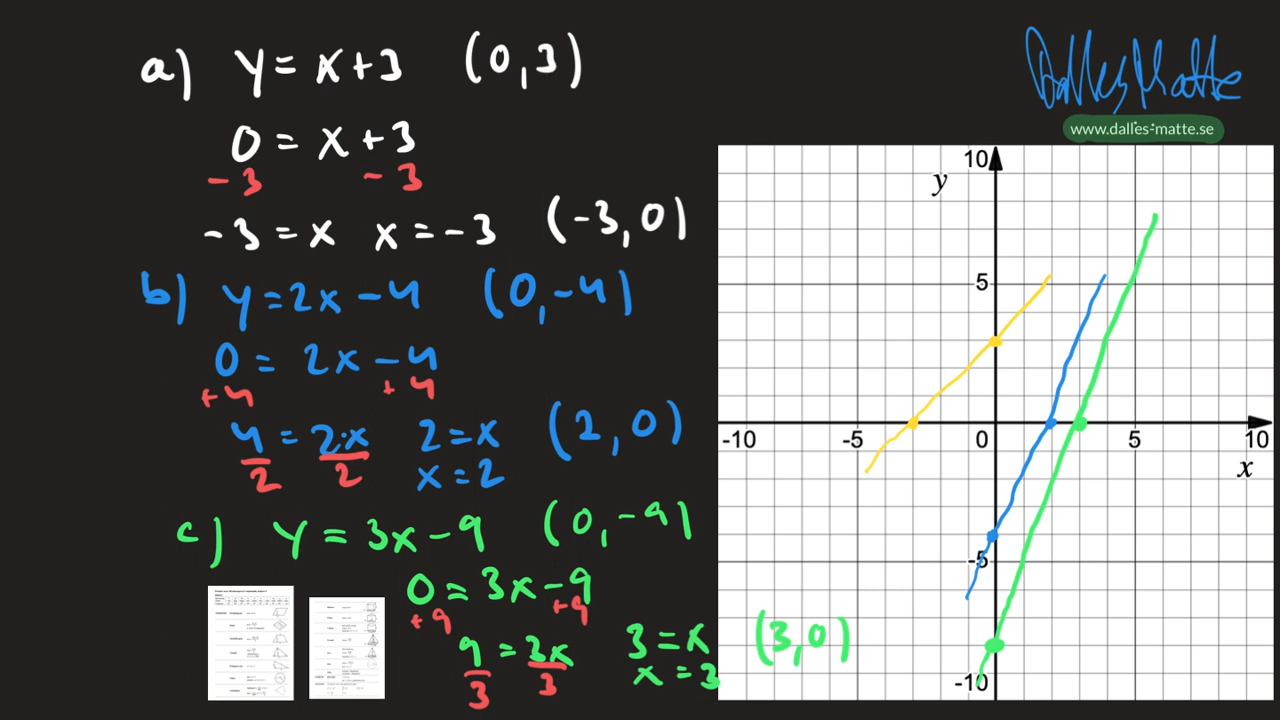 a) y = x+3 (0,3)
0 = x+3
-3 -3
-3 = x x = -3 (-3,0)
b) y = 2x-4 (0,-4)
0 = 2x-4
+4 +4
4/2 = 2·x/2 2 = x (2,0)
x = 2
c) y = 3x-9 (0,-9)
0 = 3x-9
+9 +9
9/3 = 3x/3 3 = x (3,0)
x = 3
Dalles Matte
www.dalles-matte.se
10
y
5
-10 -5 0 5 10
x
-5
-10